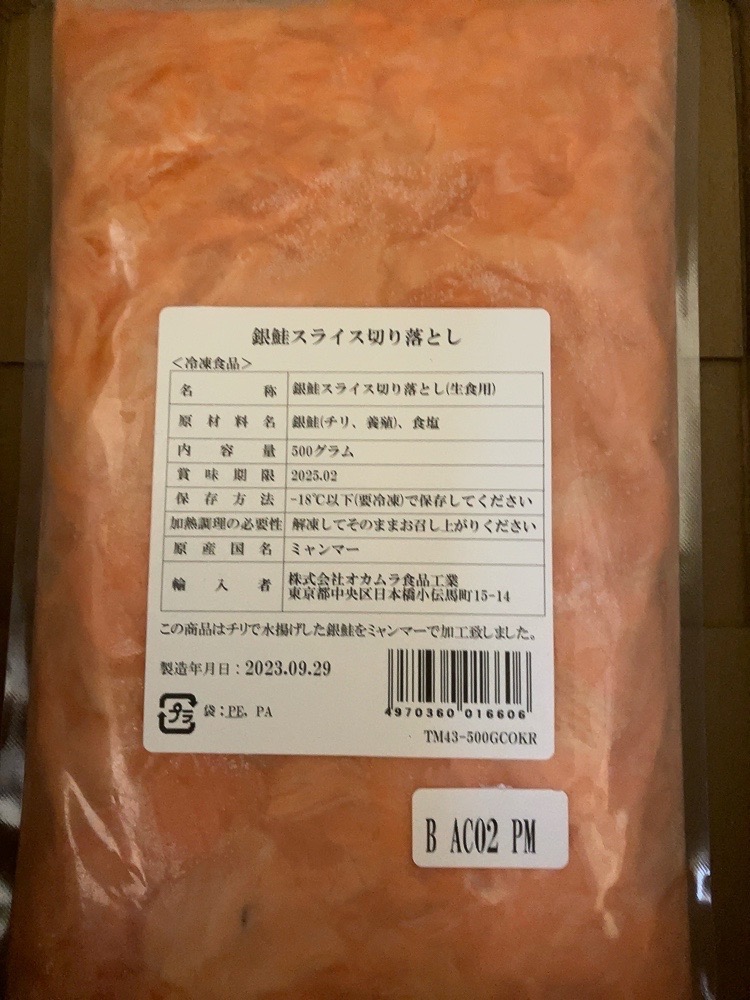 銀鮭スライス切り落とし
＜冷凍食品＞
名称 銀鮭スライス切り落とし(生食用)
原材料名 銀鮭(チリ、養殖)、食塩
内容量 500グラム
賞味期限 2025.02
保存方法 -18℃以下(要冷凍)で保存してください
加熱調理の必要性 解凍してそのままお召し上がりください
原産国名 ミャンマー
輸入者 株式会社オカムラ食品工業
東京都中央区日本橋小伝馬町15-14
この商品はチリで水揚げした銀鮭をミャンマーで加工致しました。
製造年月日：2023.09.29
プラ 袋：PE, PA
4970360 016606
TM43-500GCOKR
B AC02 PM